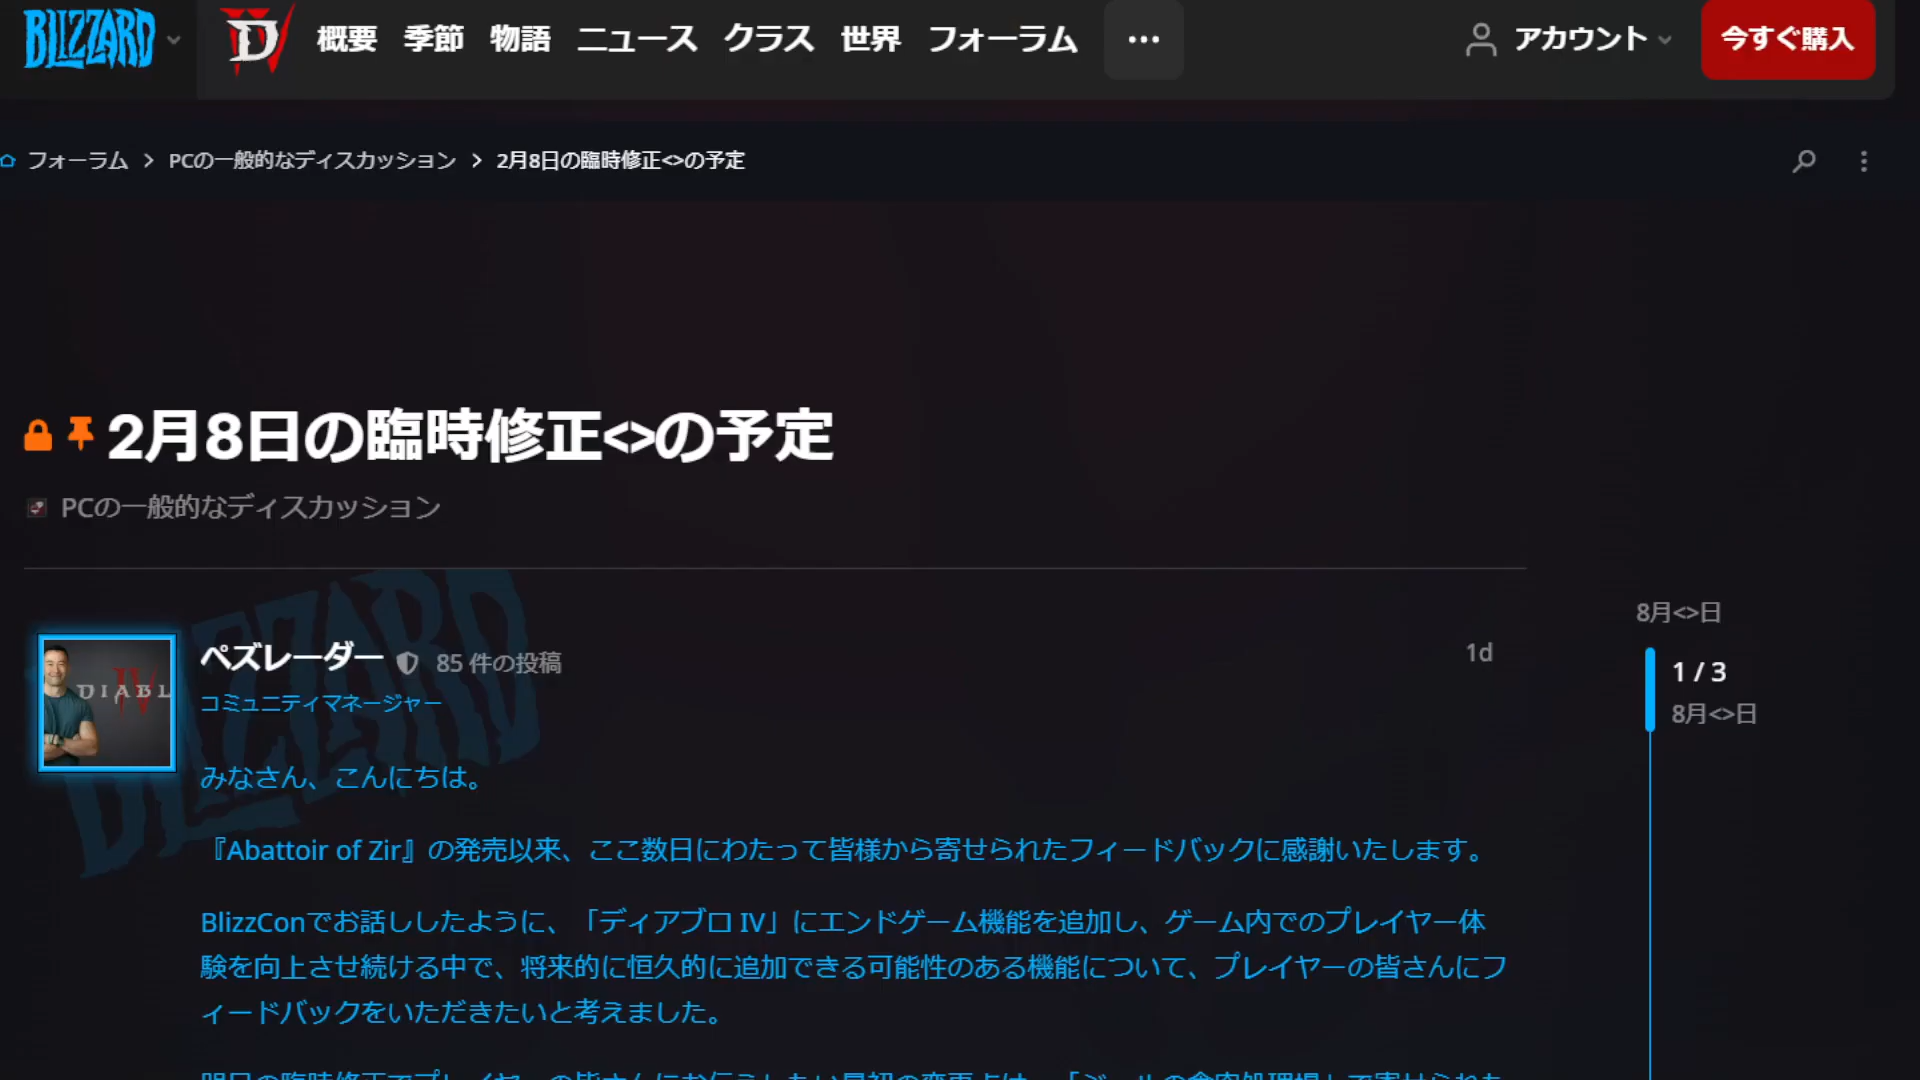 BLIZZARD
D
概要 季節 物語 ニュース クラス 世界 フォーラム ••• アカウント 今すぐ購入
フォーラム > PCの一般的なディスカッション > 2月8日の臨時修正<>の予定
2月8日の臨時修正<>の予定
PCの一般的なディスカッション
8月<>日
ペズレーダー 85 件の投稿 1d
1 / 3
コミュニティマネージャー
8月<>日
DIABL
IV
BLIZZARD
みなさん、こんにちは。
『Abattoir of Zir』の発売以来、ここ数日にわたって皆様から寄せられたフィードバックに感謝いたします。
BlizzConでお話ししたように、「ディアブロ IV」にエンドゲーム機能を追加し、ゲーム内でのプレイヤー体
験を向上させ続ける中で、将来的に恒久的に追加できる可能性のある機能について、プレイヤーの皆さんにフ
ィードバックをいただきたいと考えました。